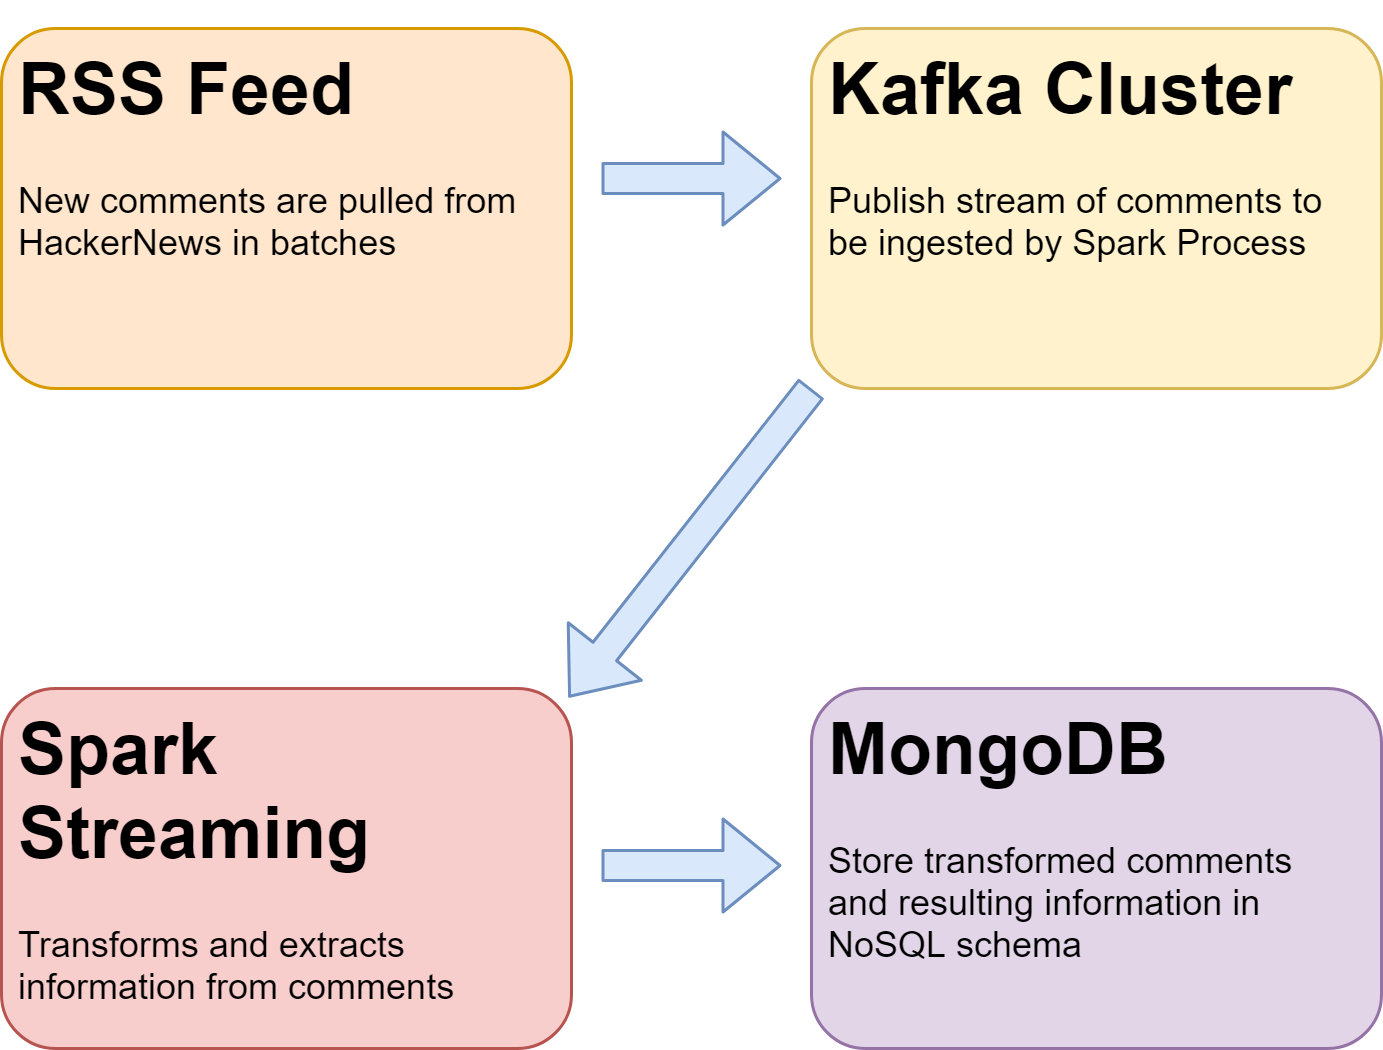 RSS Feed
New comments are pulled from
HackerNews in batches
Kafka Cluster
Publish stream of comments to
be ingested by Spark Process
Spark
Streaming
Transforms and extracts
information from comments
MongoDB
Store transformed comments
and resulting information in
NoSQL schema